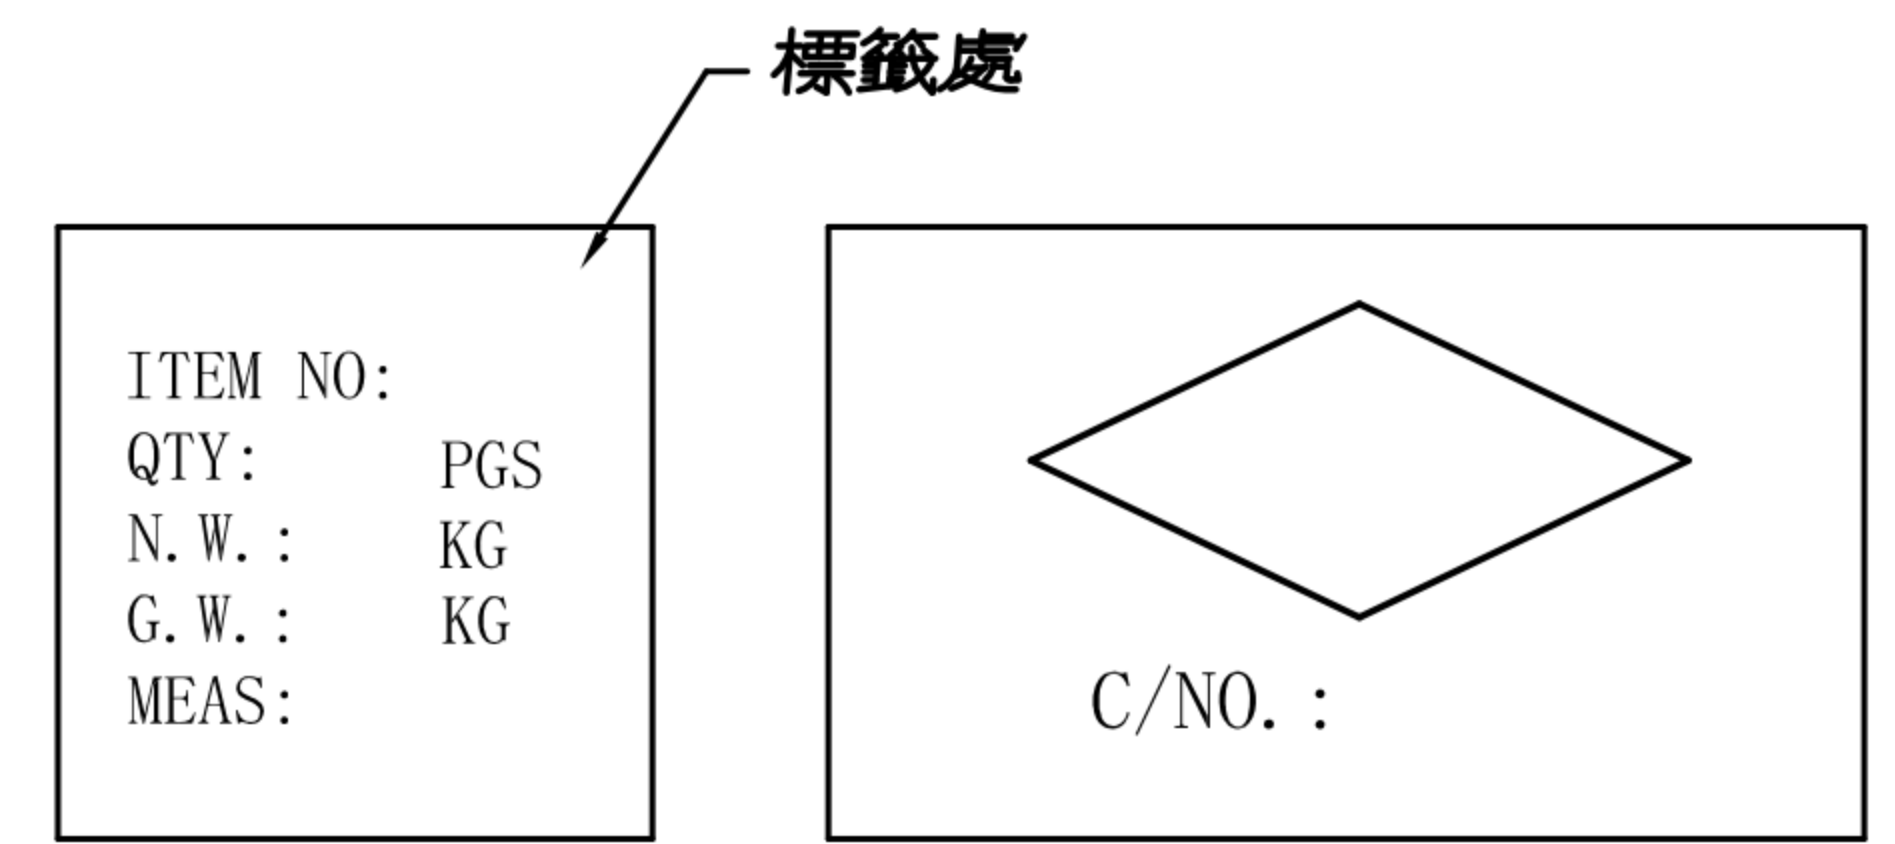 標籤處
ITEM NO:
QTY: PGS
N.W.: KG
G.W.: KG
MEAS:
C/NO.: